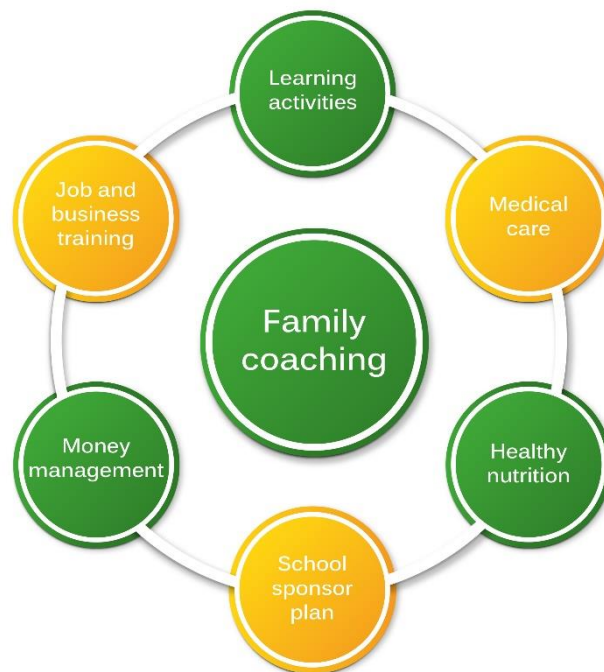 Learning
activities
Medical
care
Healthy
nutrition
School
sponsor
plan
Money
management
Job and
business
training
Family
coaching